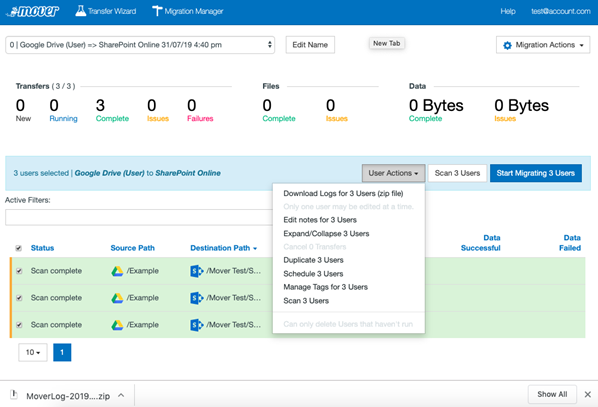 mover Transfer Wizard Migration Manager Help test@account.com
0 | Google Drive (User) => SharePoint Online 31/07/19 4:40 pm Edit Name New Tab Migration Actions
Transfers ( 3 / 3 ) Files Data
0 0 3 0 0 0 0 0 Bytes 0 Bytes
New Running Complete Issues Failures Complete Issues Complete Issues
3 users selected | Google Drive (User) to SharePoint Online User Actions Scan 3 Users Start Migrating 3 Users
Active Filters:
Download Logs for 3 Users (zip file)
Only one user may be edited at a time.
Edit notes for 3 Users
Expand/Collapse 3 Users
Cancel 0 Transfers
Duplicate 3 Users
Schedule 3 Users
Manage Tags for 3 Users
Scan 3 Users
Can only delete Users that haven't run
Status Source Path Destination Path Data Successful Data Failed
Scan complete /Example /Mover Test/S...
Scan complete /Example /Mover Test/S...
Scan complete /Example /Mover Test/S...
10 1
MoverLog-2019....zip Show All